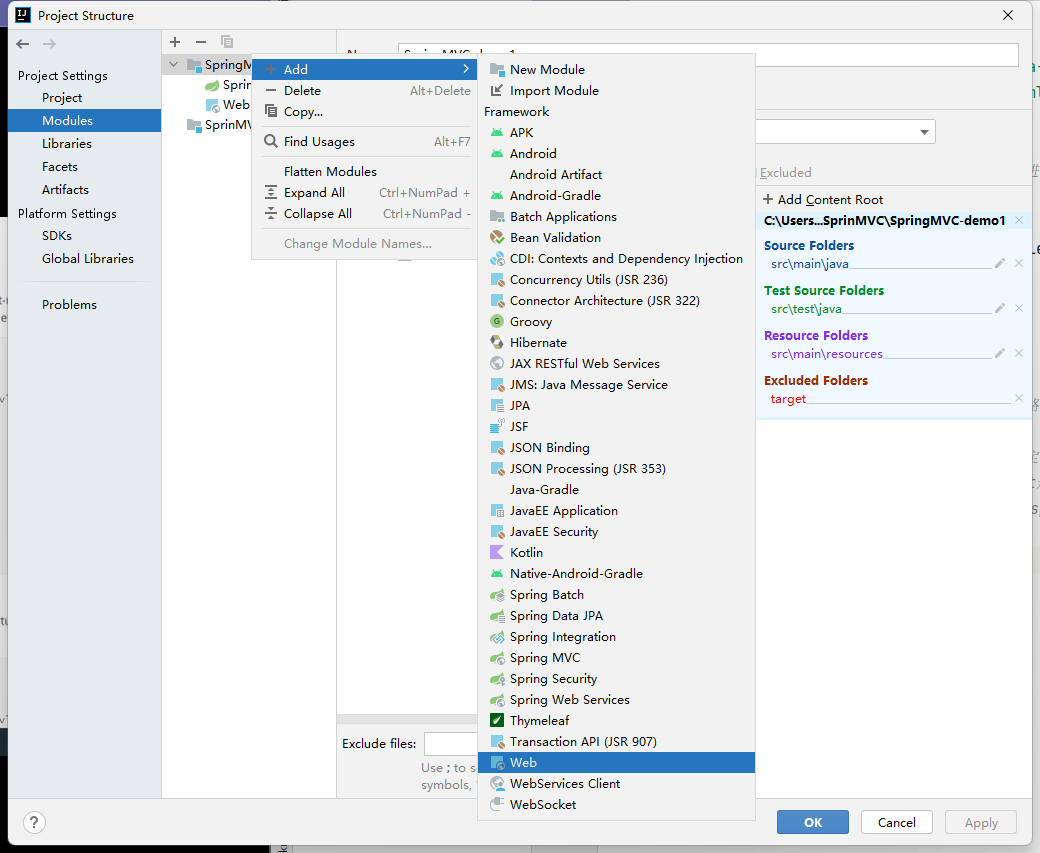 Project Structure
Project Settings
Project
Modules
Libraries
Facets
Artifacts
Platform Settings
SDKs
Global Libraries
Problems
SpringM
Sprin
Web
SprinMV
Add
Delete Alt+Delete
Copy...
Find Usages Alt+F7
Flatten Modules
Expand All Ctrl+NumPad +
Collapse All Ctrl+NumPad -
Change Module Names...
New Module
Import Module
Framework
APK
Android
Android Artifact
Android-Gradle
Batch Applications
Bean Validation
CDI: Contexts and Dependency Injection
Concurrency Utils (JSR 236)
Connector Architecture (JSR 322)
Groovy
Hibernate
JAX RESTful Web Services
JMS: Java Message Service
JPA
JSF
JSON Binding
JSON Processing (JSR 353)
Java-Gradle
JavaEE Application
JavaEE Security
Kotlin
Native-Android-Gradle
Spring Batch
Spring Data JPA
Spring Integration
Spring MVC
Spring Security
Spring Web Services
Thymeleaf
Transaction API (JSR 907)
Web
WebServices Client
WebSocket
Excluded
+ Add Content Root
C:\Users...SprinMVC\SpringMVC-demo1
Source Folders
src\main\java
Test Source Folders
src\test\java
Resource Folders
src\main\resources
Excluded Folders
target
Exclude files:
Use ; to s
symbols,
?
OK
Cancel
Apply